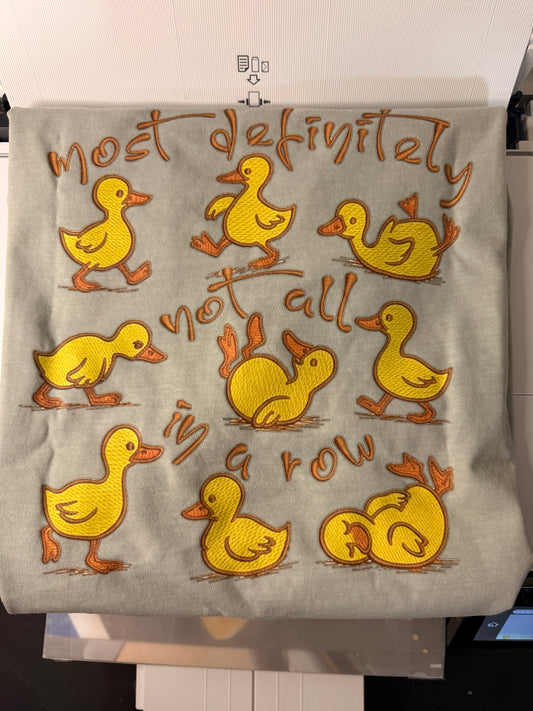 most definitely
not all
in a row